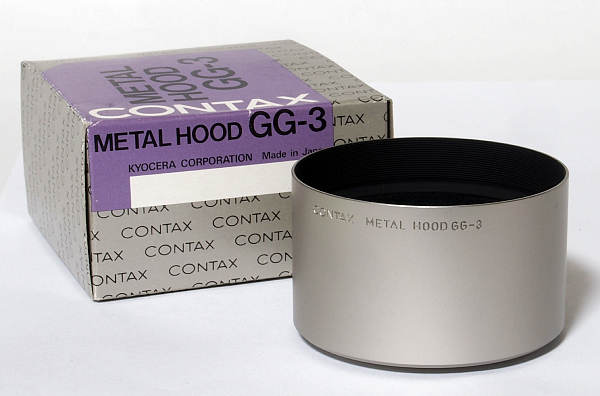 METAL
HOOD
GG-3
CONTAX
METAL HOOD GG-3
KYOCERA CORPORATION Made in Japa
CONTAX METAL HOOD GG-3
CONTAX CONTAX CONTAX
CONTAX CONTAX CONTAX
CONTAX CONTAX
CONTAX CONTAX